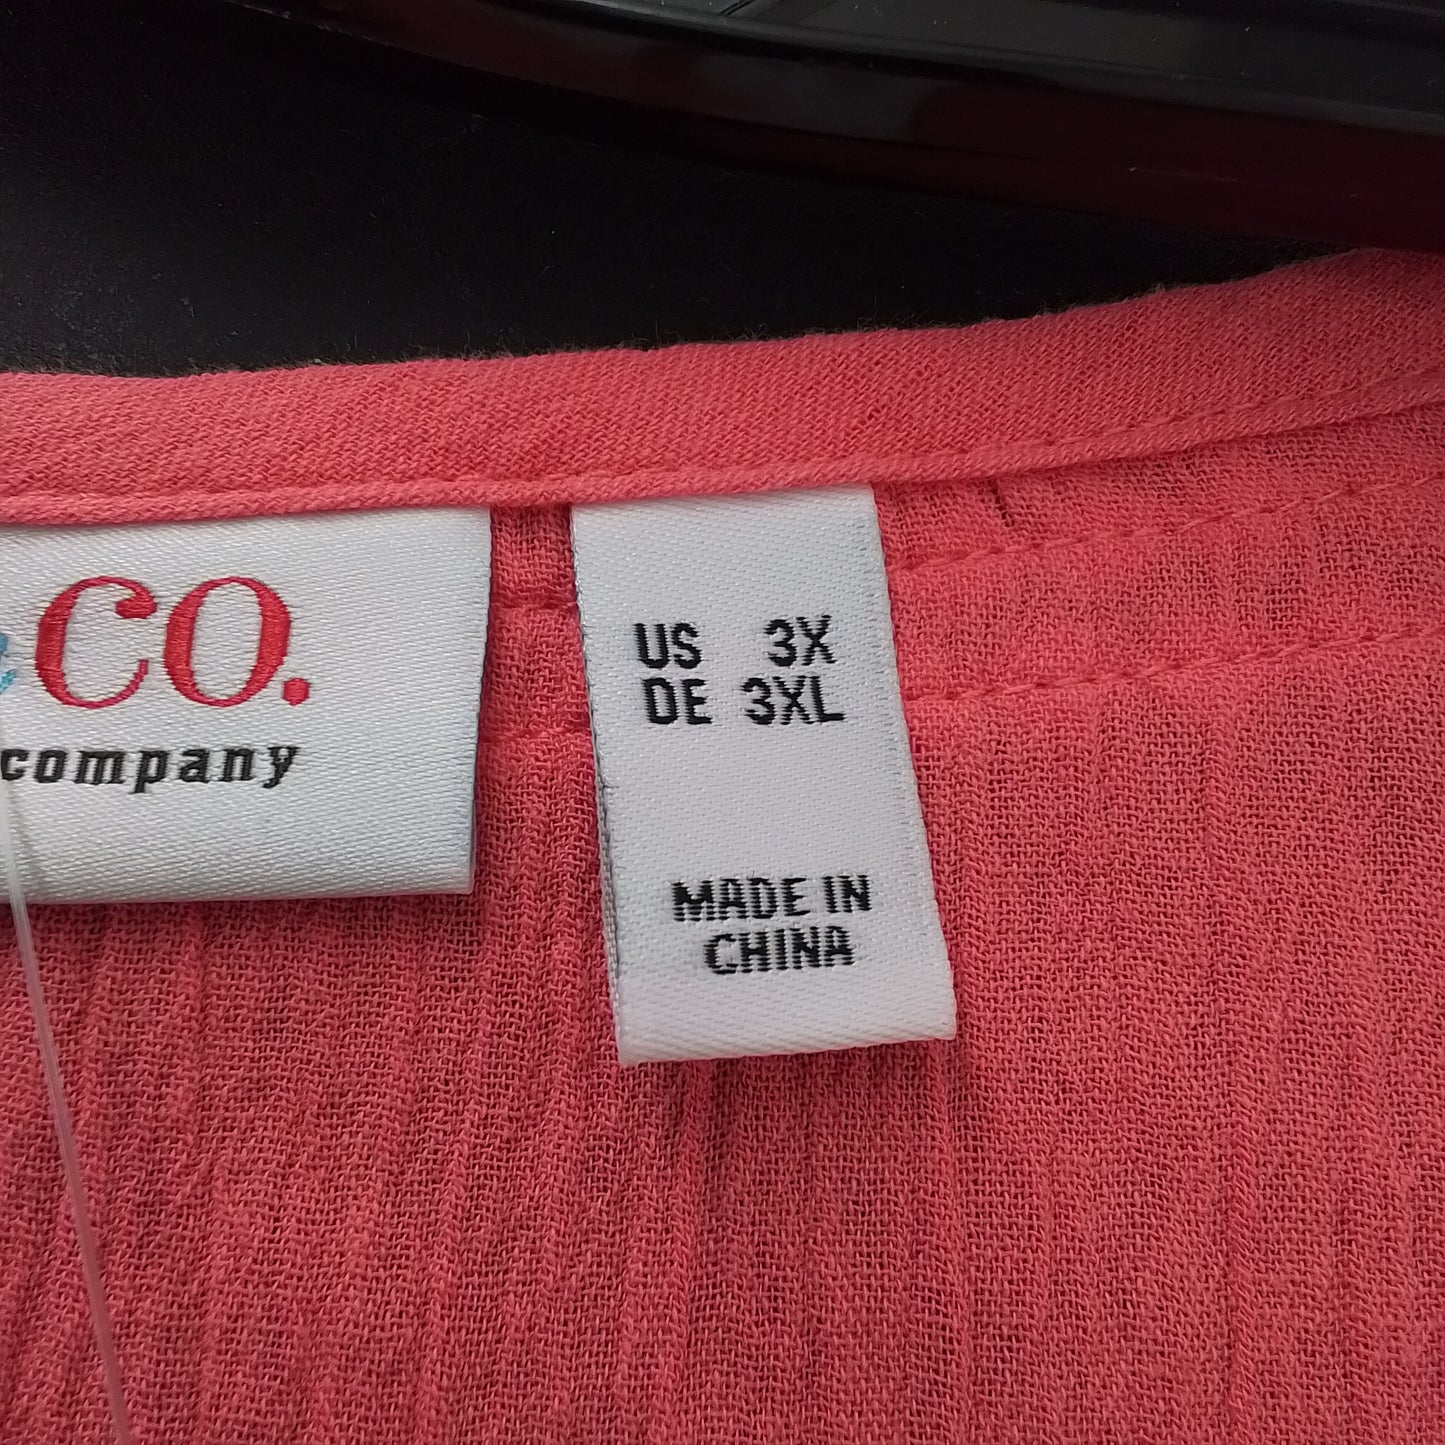 CO.
company
US 3X
DE 3XL
MADE IN
CHINA